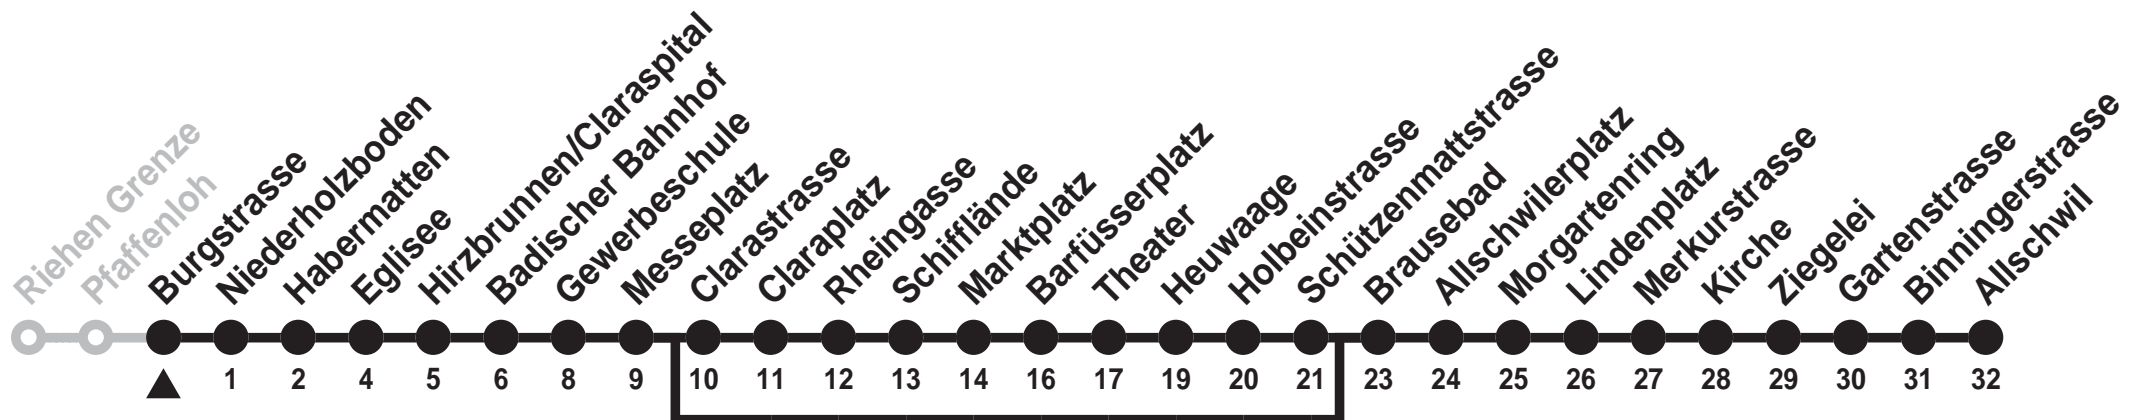 Riehen Grenze
Pfaffenloh
Burgstrasse
Niederholzboden
Habermatten
Eglisee
Hirzbrunnen/Claraspital
Badischer Bahnhof
Gewerbeschule
Messeplatz
Clarastrasse
Claraplatz
Rheingasse
Schifflände
Marktplatz
Barfüsserplatz
Theater
Heuwaage
Holbeinstrasse
Schützenmattstrasse
Brausebad
Allschwilerplatz
Morgartenring
Lindenplatz
Merkurstrasse
Kirche
Ziegelei
Gartenstrasse
Binningerstrasse
Allschwil
1 2 4 5 6 8 9 10 11 12 13 14 16 17 19 20 21 23 24 25 26 27 28 29 30 31 32